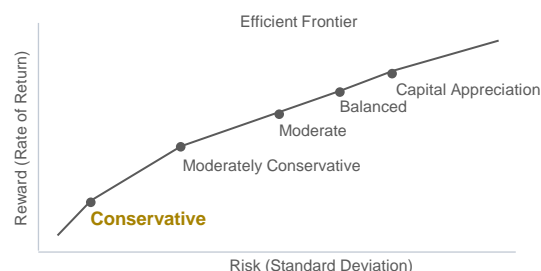 Efficient Frontier
Reward (Rate of Return)
Capital Appreciation
Balanced
Moderate
Moderately Conservative
Conservative
Risk (Standard Deviation)